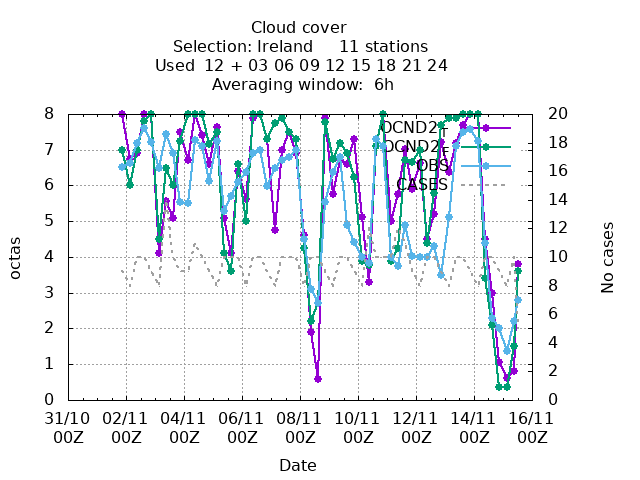 Cloud cover
Selection: Ireland 11 stations
Used 12 + 03 06 09 12 15 18 21 24
Averaging window: 6h
OCND2+
OCND2-
OBS
CASES
octas
8
7
6
5
4
3
2
1
0
20
18
16
14
12
10
8
6
4
2
0
No cases
31/10 02/11 04/11 06/11 08/11 10/11 12/11 14/11 16/11
00Z 00Z 00Z 00Z 00Z 00Z 00Z 00Z 00Z
Date